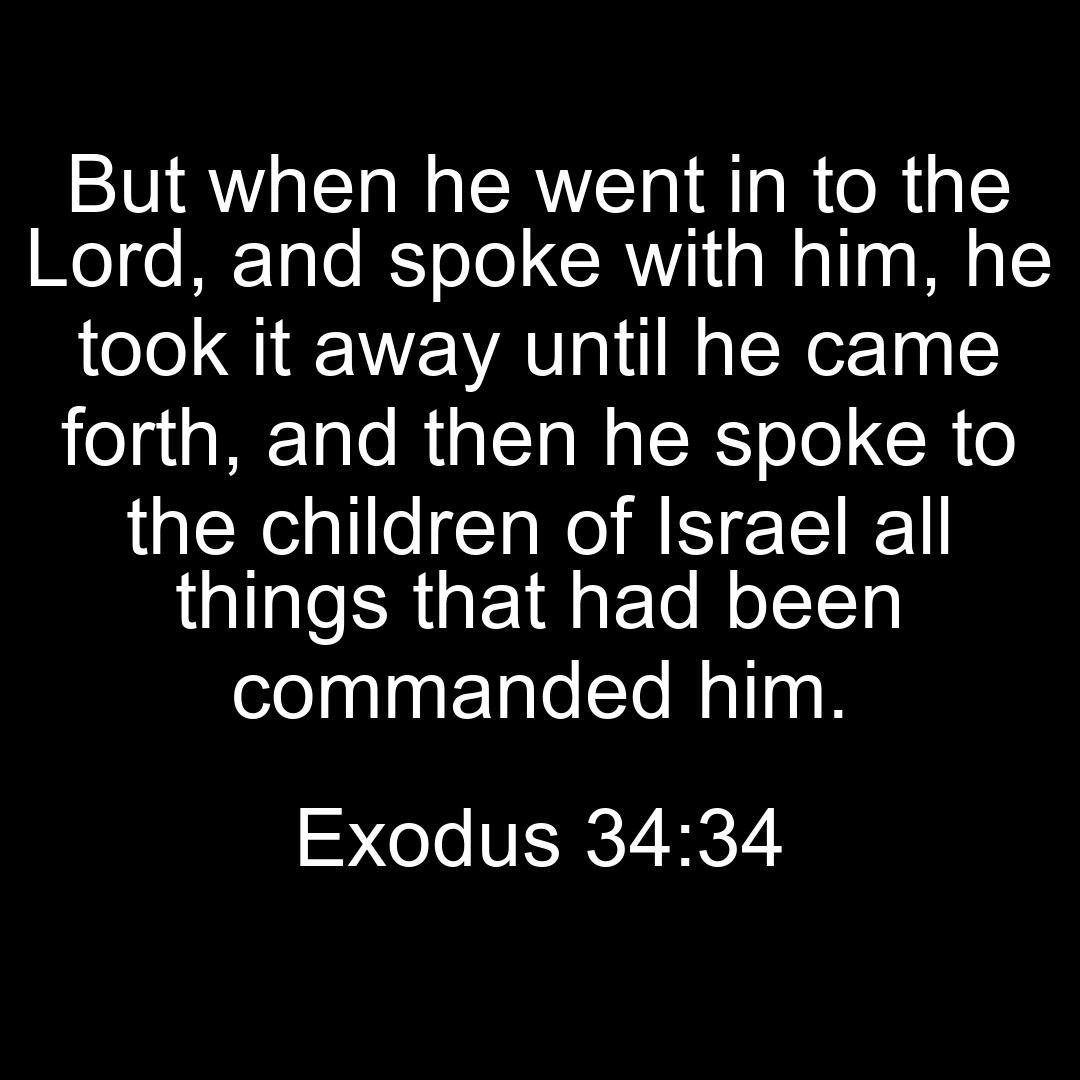 But when he went in to the
Lord, and spoke with him, he
took it away until he came
forth, and then he spoke to
the children of Israel all
things that had been
commanded him.
Exodus 34:34